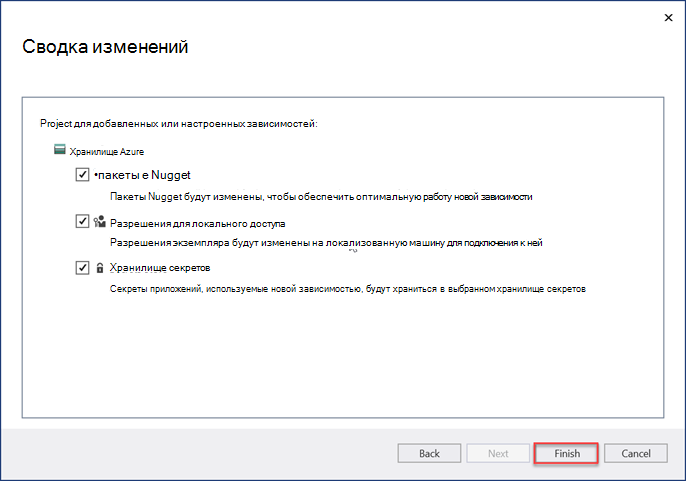 Сводка изменений
Project для добавленных или настроенных зависимостей:
Хранилище Azure
•пакеты е Nugget
Пакеты Nugget будут изменены, чтобы обеспечить оптимальную работу новой зависимости
Разрешения для локального доступа
Разрешения экземпляра будут изменены на локализованную машину для подключения к ней
Хранилище секретов
Секреты приложений, используемые новой зависимостью, будут храниться в выбранном хранилище секретов
Back Next Finish Cancel